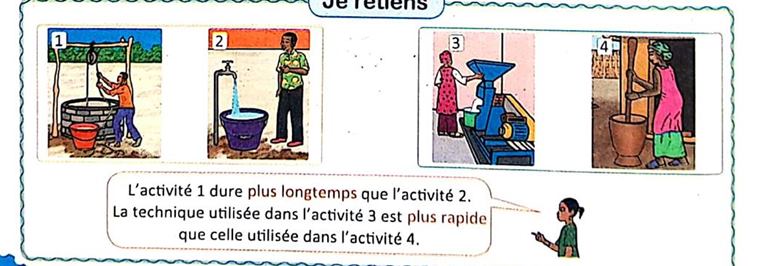 Je retiens
1
2
3
4
L'activité 1 dure plus longtemps que l'activité 2.
La technique utilisée dans l'activité 3 est plus rapide
que celle utilisée dans l'activité 4.